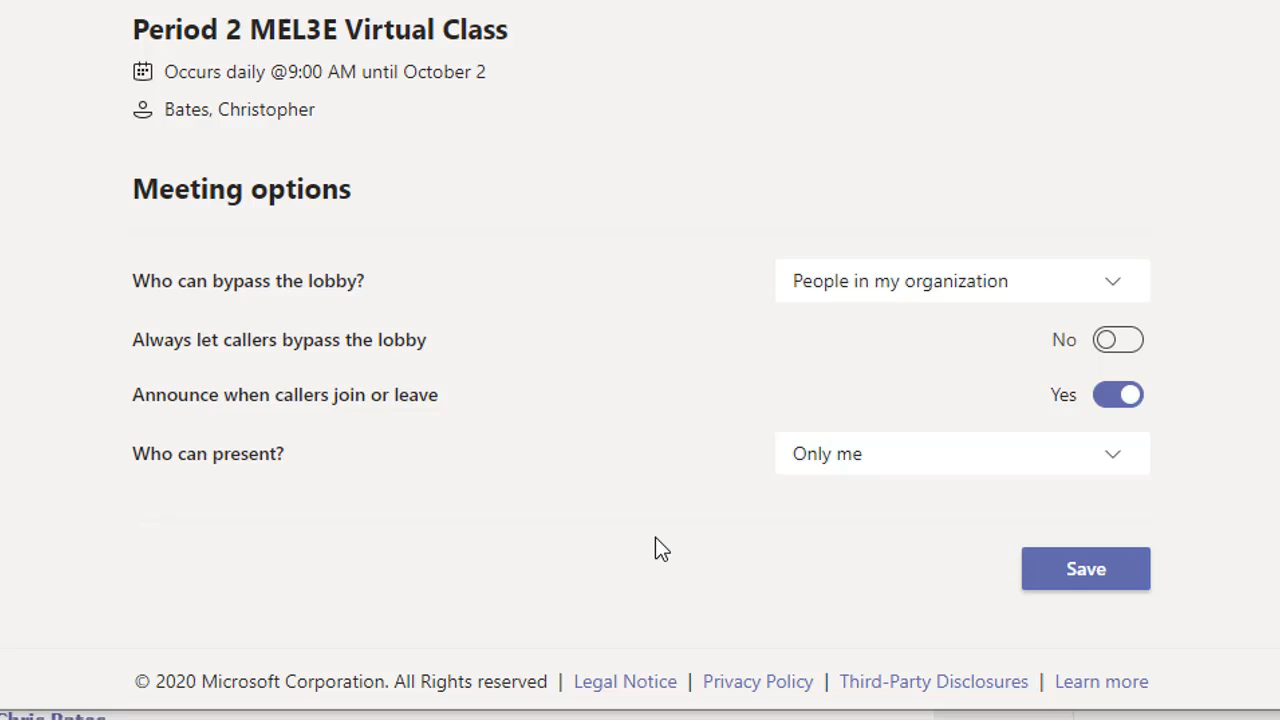 Period 2 MEL3E Virtual Class
Occurs daily @9:00 AM until October 2
Bates, Christopher
Meeting options
Who can bypass the lobby? People in my organization
Always let callers bypass the lobby No
Announce when callers join or leave Yes
Who can present? Only me
Save
© 2020 Microsoft Corporation. All Rights reserved | Legal Notice | Privacy Policy | Third-Party Disclosures | Learn more
Chris Bates